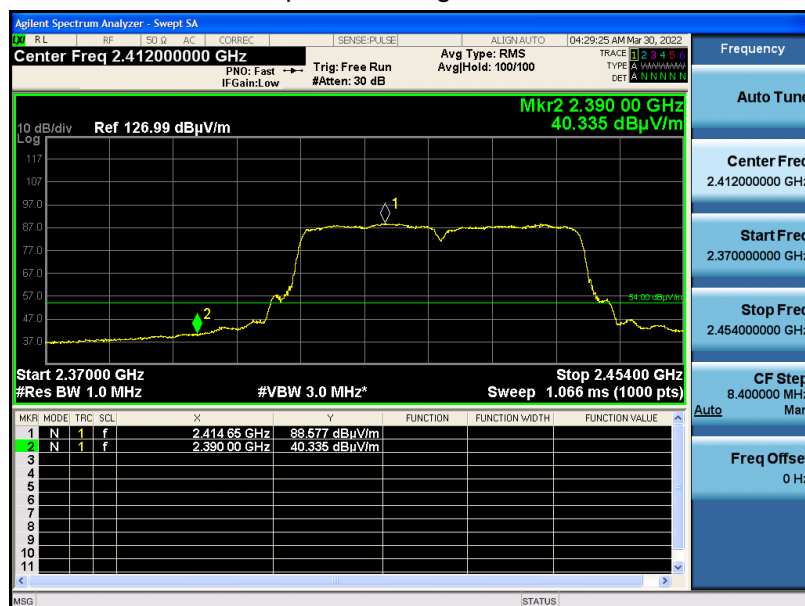 Agilent Spectrum Analyzer - Swept SA
LXI RL RF 50 Ω AC CORREC SENSE:PULSE ALIGN AUTO 04:29:25 AM Mar 30, 2022
Center Freq 2.412000000 GHz
PNO: Fast
IFGain:Low
Trig: Free Run
#Atten: 30 dB
Avg Type: RMS
Avg|Hold: 100/100
TRACE 1 2 3 4 5 6
TYPE A
DET A N N N N N
Mkr2 2.390 00 GHz
40.335 dBµV/m
10 dB/div Ref 126.99 dBµV/m
Log
117
107
97.0
87.0
77.0
67.0
57.0
47.0
37.0
1
2
54.00 dBµV/m
Start 2.37000 GHz Stop 2.45400 GHz
#Res BW 1.0 MHz #VBW 3.0 MHz* Sweep 1.066 ms (1000 pts)
MKR MODE TRC SCL X Y FUNCTION FUNCTION WIDTH FUNCTION VALUE
1 N 1 f 2.414 65 GHz 88.577 dBµV/m
2 N 1 f 2.390 00 GHz 40.335 dBµV/m
3
4
5
6
7
8
9
10
11
MSG STATUS
Frequency
Auto Tune
Center Freq
2.412000000 GHz
Start Freq
2.370000000 GHz
Stop Freq
2.454000000 GHz
CF Step
8.400000 MHz
Auto Man
Freq Offset
0 Hz